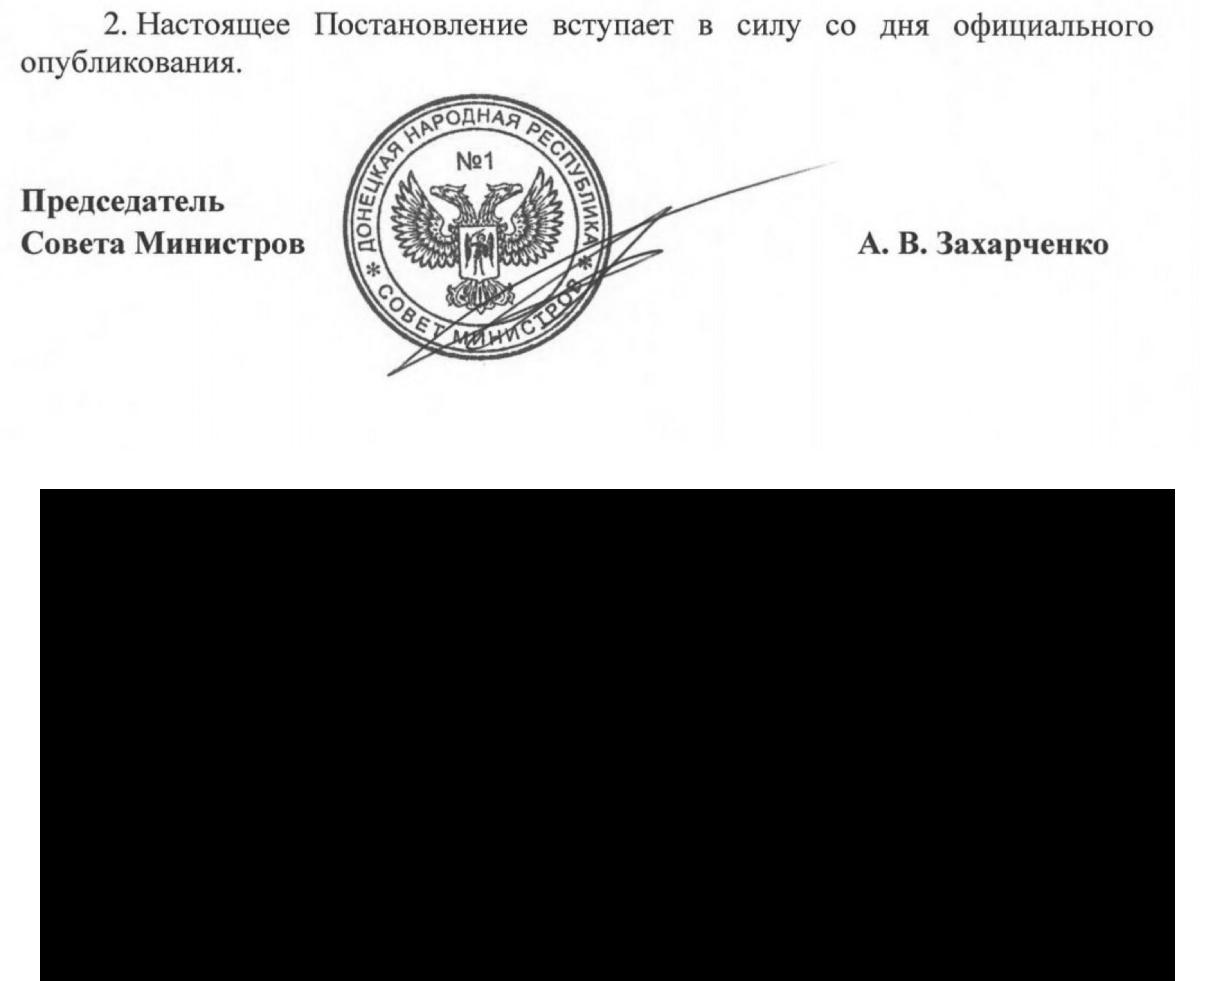 2. Настоящее Постановление вступает в силу со дня официального
опубликования.
ДОНЕЦКАЯ НАРОДНАЯ РЕСПУБЛИКА
№1
* СОВЕТ МИНИСТРОВ *
Председатель
Совета Министров
А. В. Захарченко